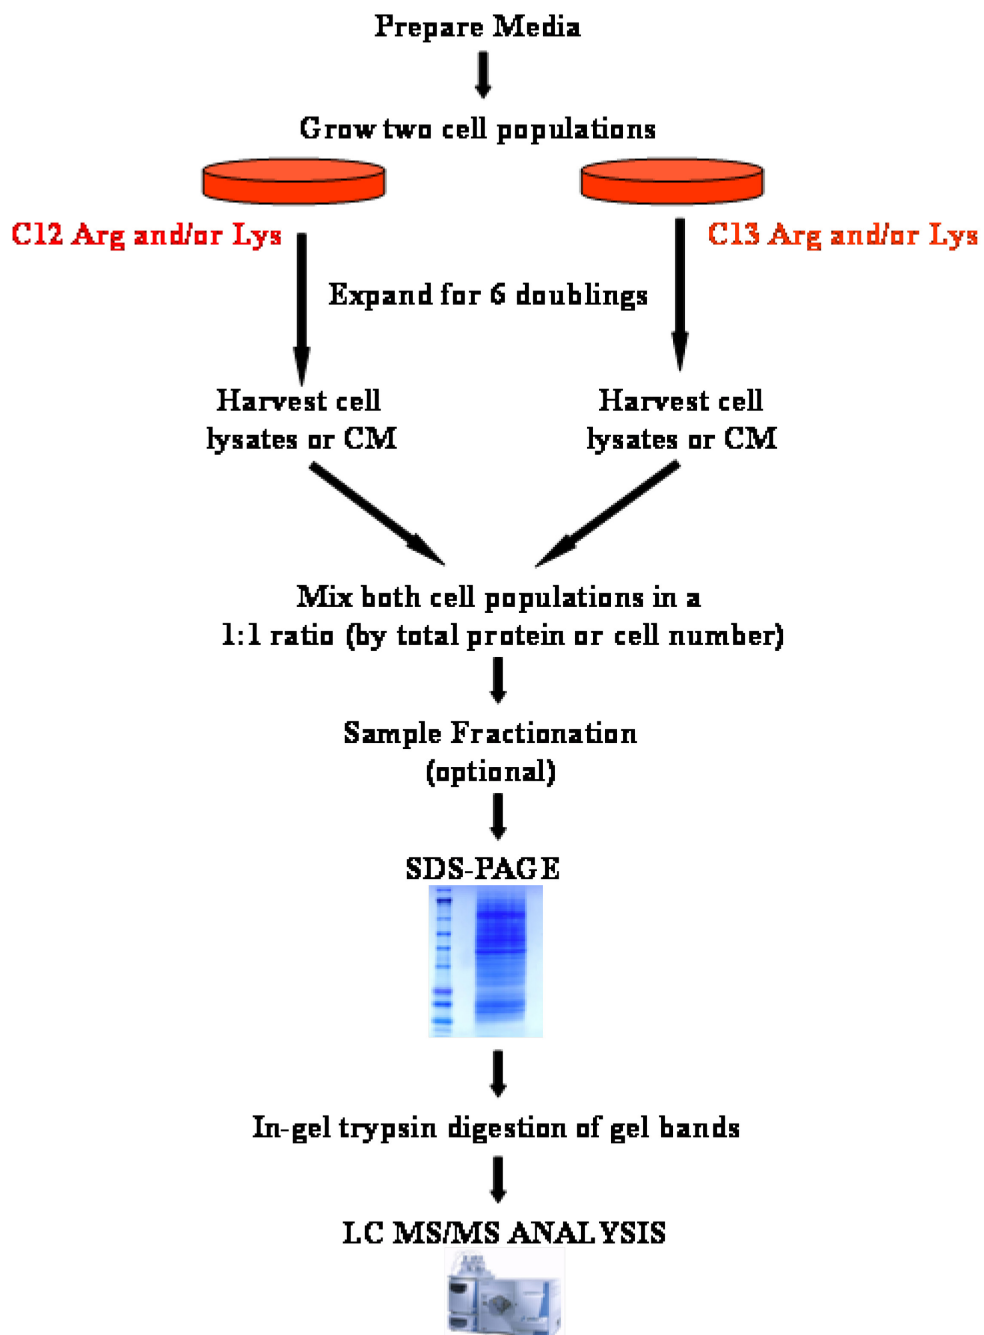 Prepare Media
Grow two cell populations
C12 Arg and/or Lys
C13 Arg and/or Lys
Expand for 6 doublings
Harvest cell
lysates or CM
Harvest cell
lysates or CM
Mix both cell populations in a
1:1 ratio (by total protein or cell number)
Sample Fractionation
(optional)
SDS-PAGE
In-gel trypsin digestion of gel bands
LC MS/MS ANALYSIS